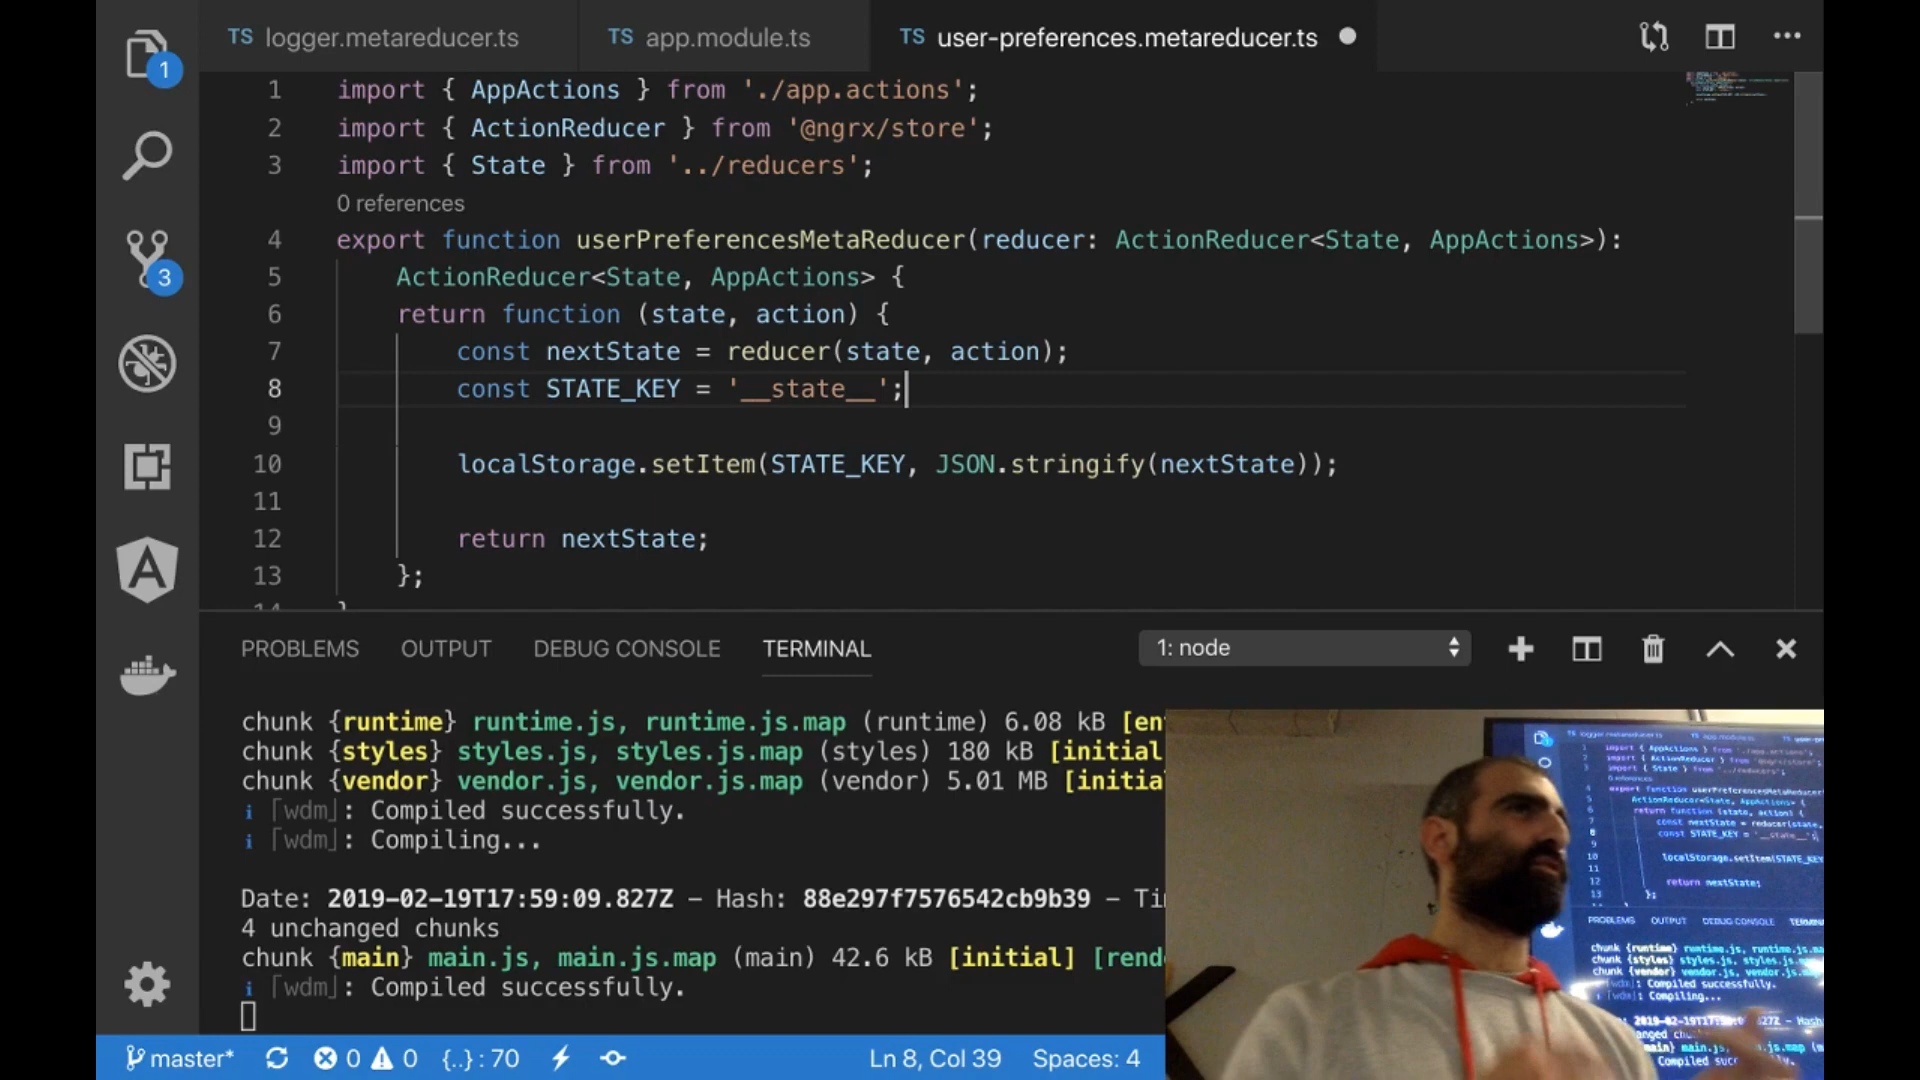 TS logger.metareducer.ts TS app.module.ts TS user-preferences.metareducer.ts
1 import { AppActions } from './app.actions';
2 import { ActionReducer } from '@ngrx/store';
3 import { State } from '../reducers';
0 references
4 export function userPreferencesMetaReducer(reducer: ActionReducer<State, AppActions>):
5 ActionReducer<State, AppActions> {
6 return function (state, action) {
7 const nextState = reducer(state, action);
8 const STATE_KEY = '__state__';
9
10 localStorage.setItem(STATE_KEY, JSON.stringify(nextState));
11
12 return nextState;
13 };
1
3
PROBLEMS OUTPUT DEBUG CONSOLE TERMINAL 1: node
chunk {runtime} runtime.js, runtime.js.map (runtime) 6.08 kB [en
chunk {styles} styles.js, styles.js.map (styles) 180 kB [initial
chunk {vendor} vendor.js, vendor.js.map (vendor) 5.01 MB [initia
i ｢wdm｣: Compiled successfully.
i ｢wdm｣: Compiling...
Date: 2019-02-19T17:59:09.827Z – Hash: 88e297f7576542cb9b39 – Ti
4 unchanged chunks
chunk {main} main.js, main.js.map (main) 42.6 kB [initial] [rend
i ｢wdm｣: Compiled successfully.
master* 0 0 {..} : 70 Ln 8, Col 39 Spaces: 4